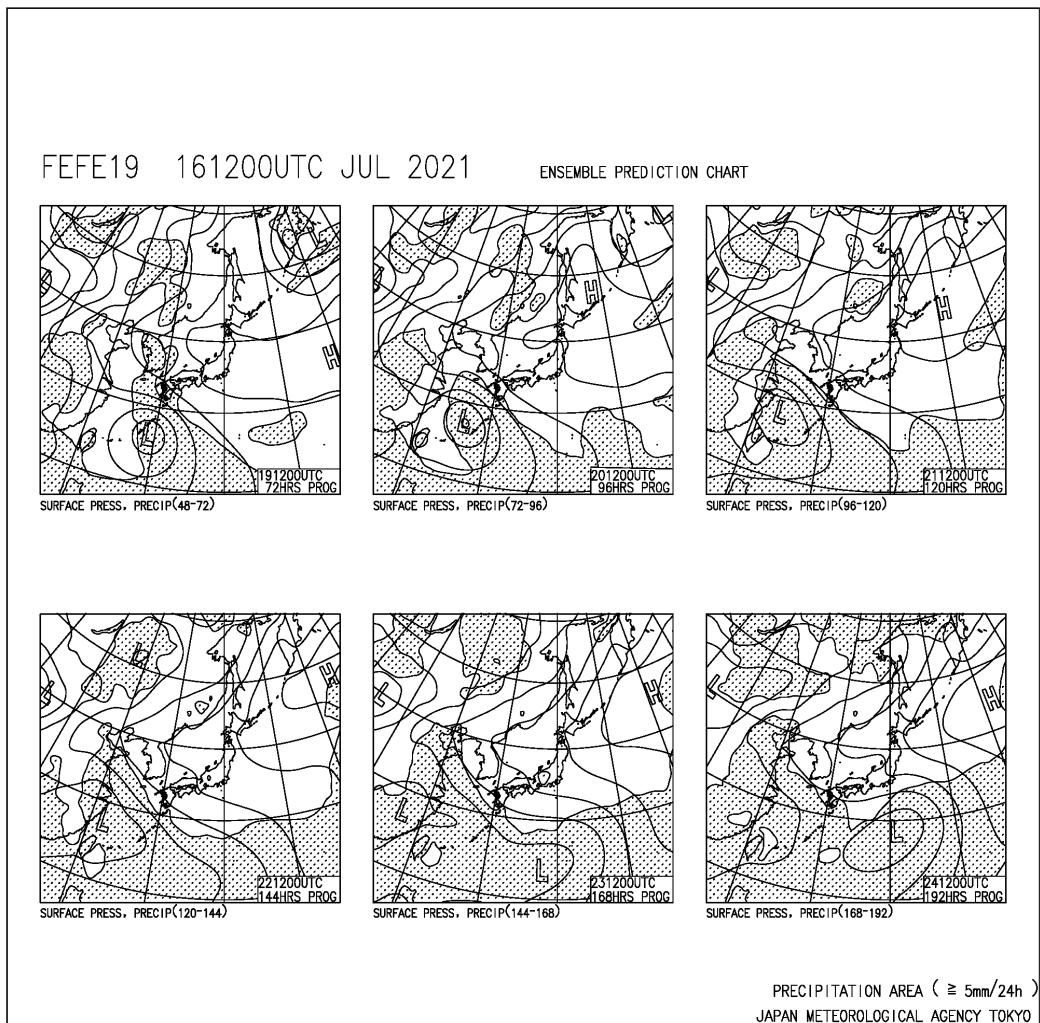 FEFE19 161200UTC JUL 2021 ENSEMBLE PREDICTION CHART
L
H
L
191200UTC
72HRS PROG
SURFACE PRESS, PRECIP(48-72)
H
L
201200UTC
96HRS PROG
SURFACE PRESS, PRECIP(72-96)
L
H
L
211200UTC
120HRS PROG
SURFACE PRESS, PRECIP(96-120)
L
H
L
L
221200UTC
144HRS PROG
SURFACE PRESS, PRECIP(120-144)
L
H
L
L
231200UTC
168HRS PROG
SURFACE PRESS, PRECIP(144-168)
L
H
L
241200UTC
192HRS PROG
SURFACE PRESS, PRECIP(168-192)
PRECIPITATION AREA ( ≧ 5mm/24h )
JAPAN METEOROLOGICAL AGENCY TOKYO